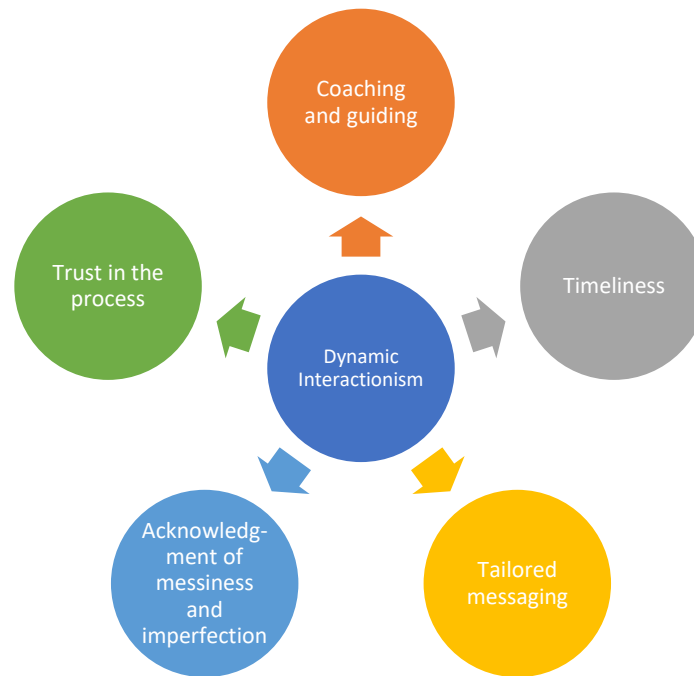 Coaching
and guiding
Trust in the
process
Timeliness
Dynamic
Interactionism
Acknowledg-
ment of
messiness
and
imperfection
Tailored
messaging